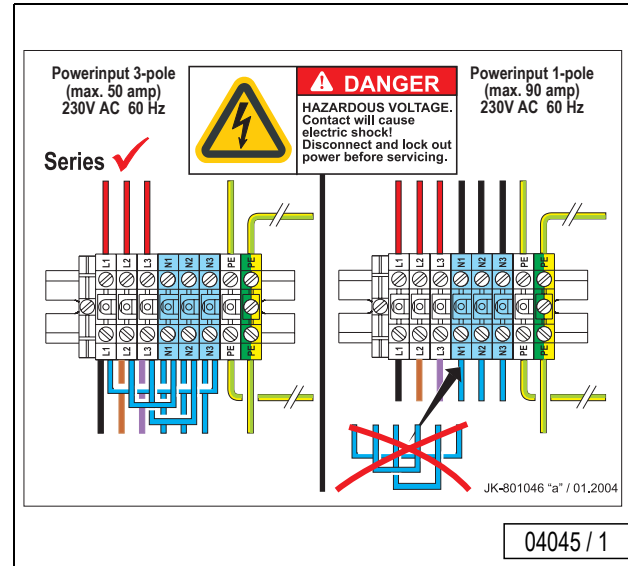 Powerinput 3-pole
(max. 50 amp)
230V AC 60 Hz
DANGER
HAZARDOUS VOLTAGE.
Contact will cause
electric shock!
Disconnect and lock out
power before servicing.
Powerinput 1-pole
(max. 90 amp)
230V AC 60 Hz
Series
L1 L2 L3 N1 N2 N3 PE PE
L1 L2 L3 N1 N2 N3 PE PE
L1 L2 L3 N1 N2 N3 PE PE
L1 L2 L3 N1 N2 N3 PE PE
JK-801046 "a" / 01.2004
04045 / 1